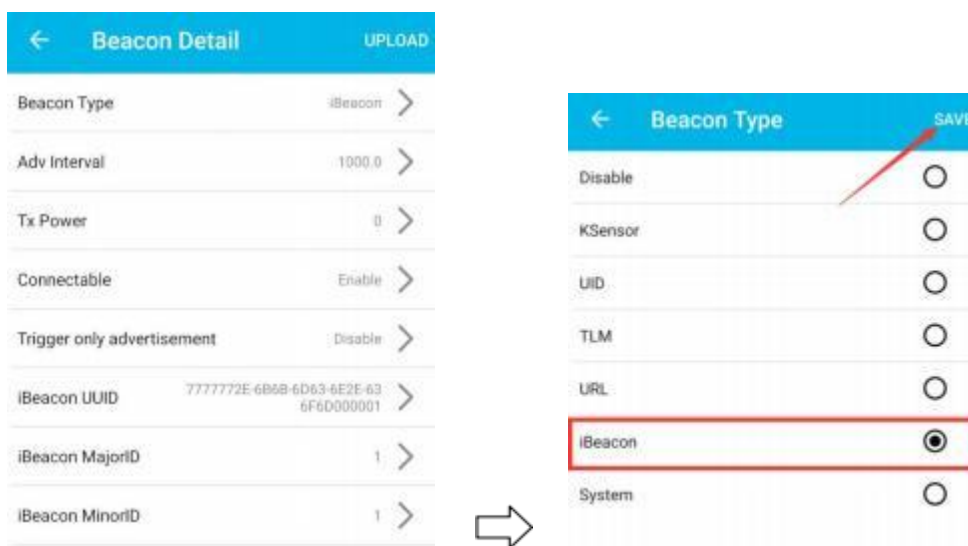 Beacon Detail UPLOAD
Beacon Type iBeacon
Adv Interval 1000.0
Tx Power 0
Connectable Enable
Trigger only advertisement Disable
iBeacon UUID 7777772E-6B6B-6D63-6E2E-63
6F6D000001
iBeacon MajorID 1
iBeacon MinorID 1
Beacon Type SAVE
Disable
KSensor
UID
TLM
URL
iBeacon
System